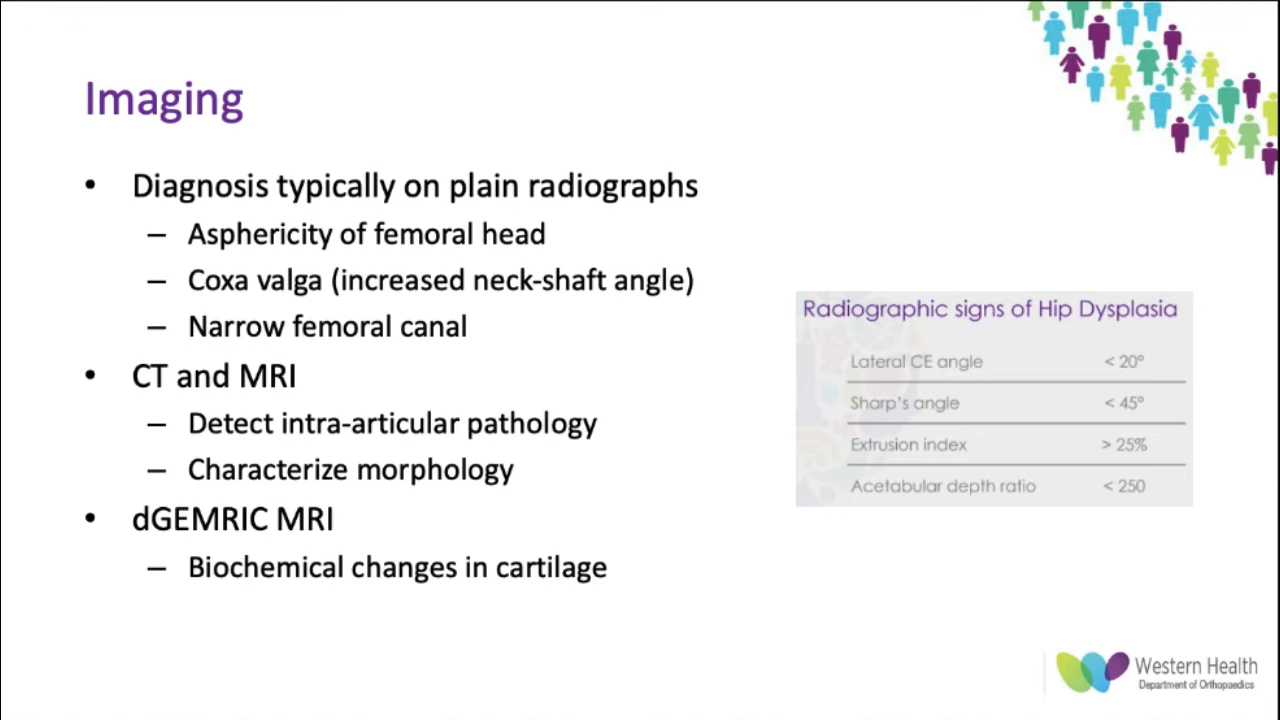 Imaging
• Diagnosis typically on plain radiographs
– Asphericity of femoral head
– Coxa valga (increased neck-shaft angle)
– Narrow femoral canal
• CT and MRI
– Detect intra-articular pathology
– Characterize morphology
• dGEMRIC MRI
– Biochemical changes in cartilage
Radiographic signs of Hip Dysplasia
Lateral CE angle < 20º
Sharp's angle < 45º
Extrusion index > 25%
Acetabular depth ratio < 250
Western Health
Department of Orthopaedics